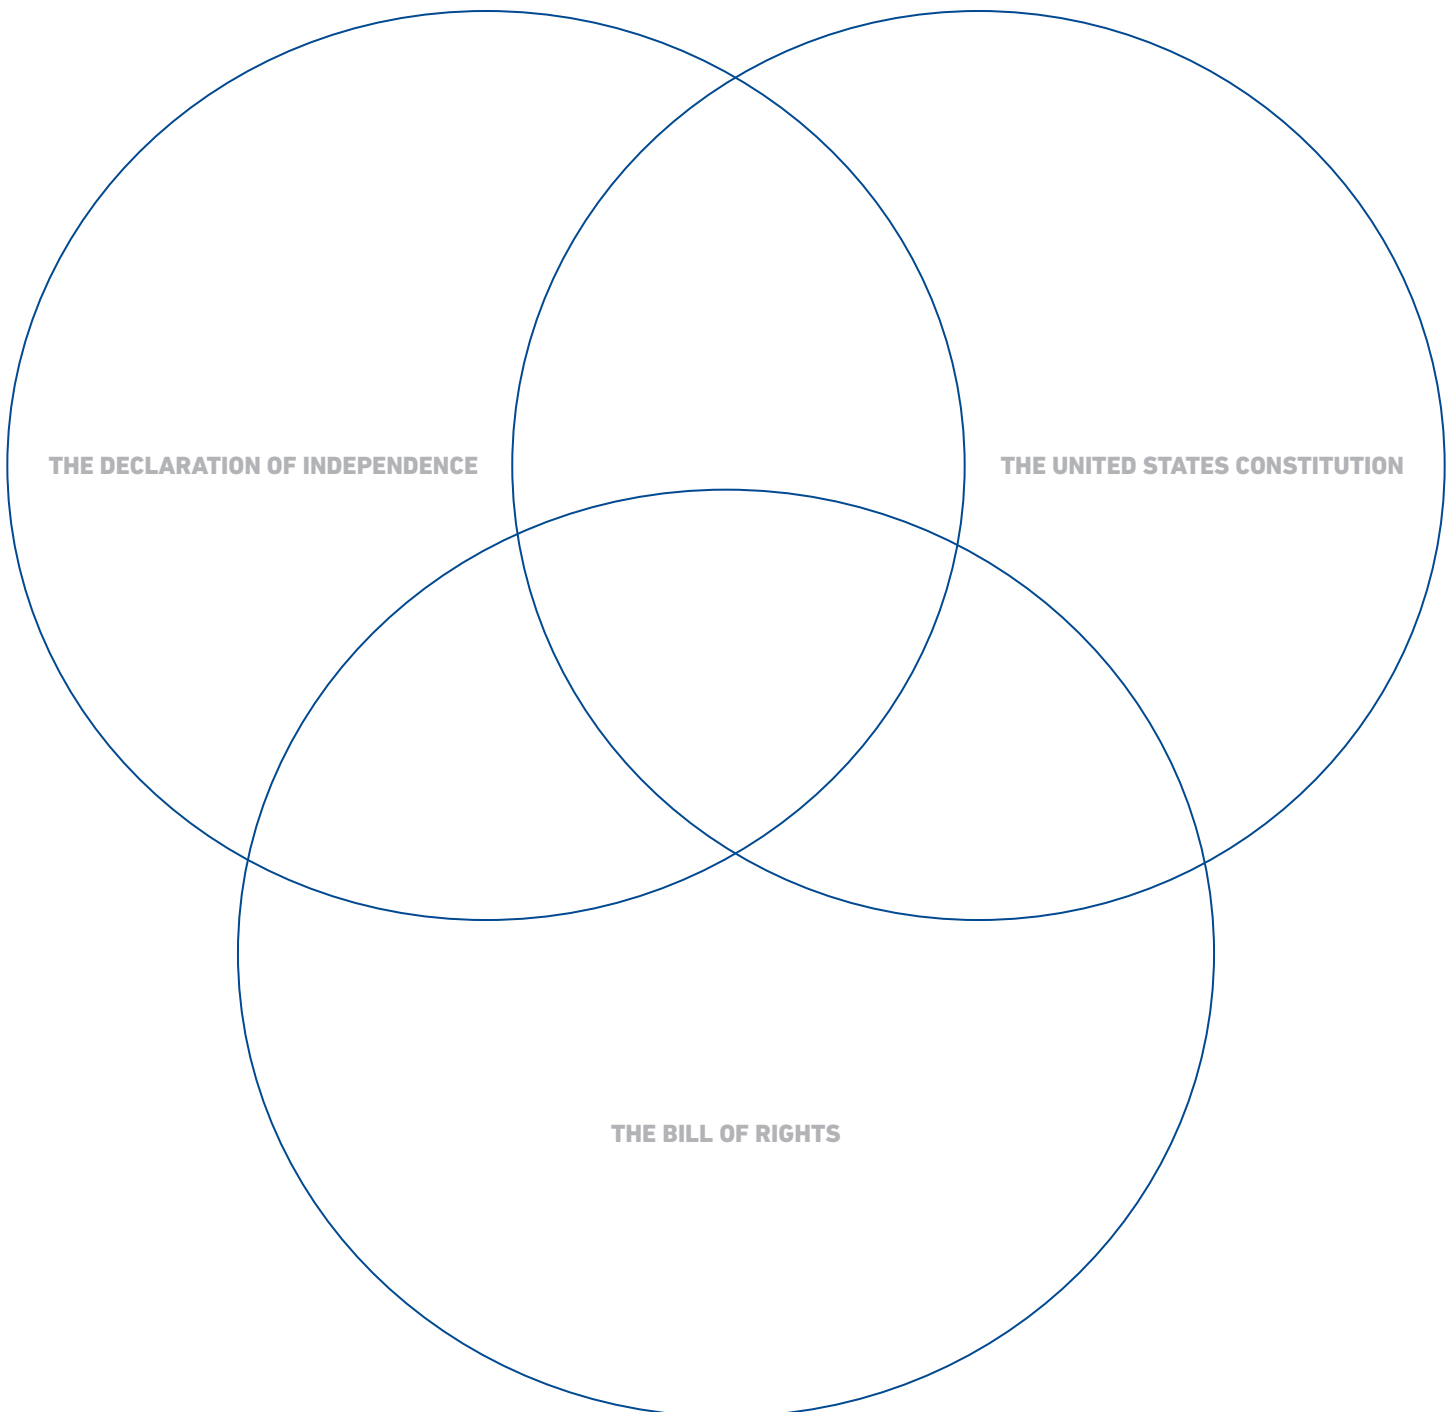 THE DECLARATION OF INDEPENDENCE
THE UNITED STATES CONSTITUTION
THE BILL OF RIGHTS